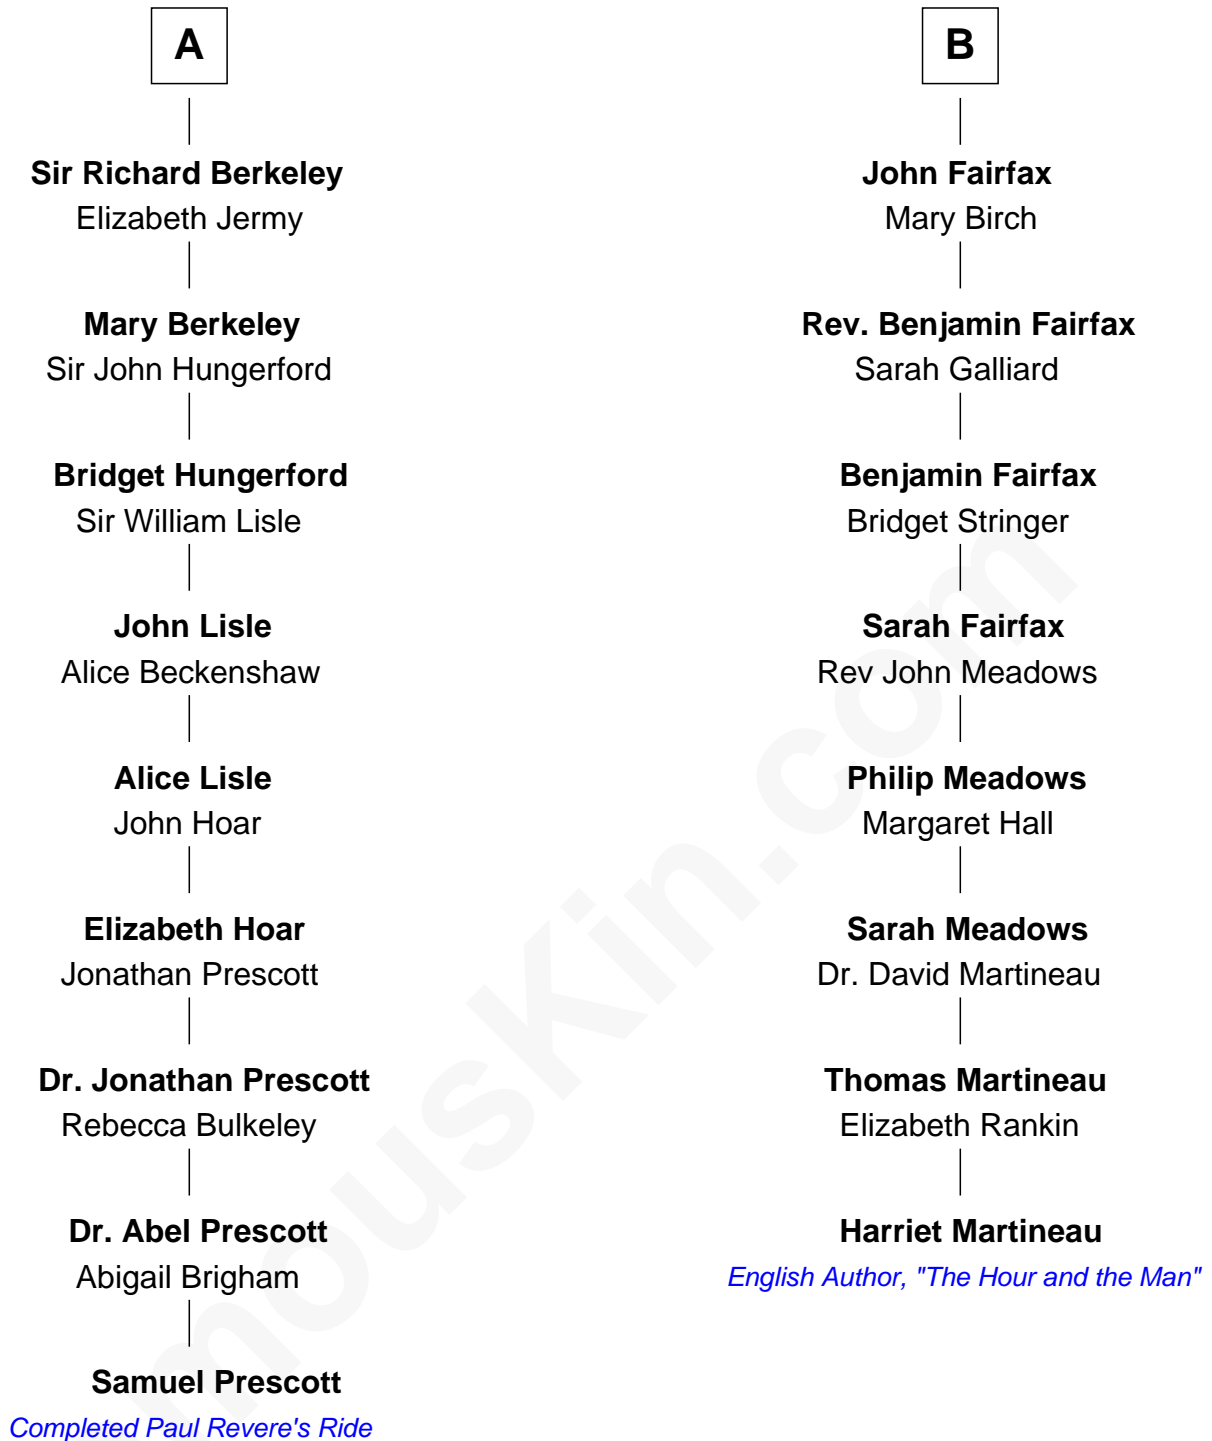 A
Sir Richard Berkeley
Elizabeth Jermy
Mary Berkeley
Sir John Hungerford
Bridget Hungerford
Sir William Lisle
John Lisle
Alice Beckenshaw
Alice Lisle
John Hoar
Elizabeth Hoar
Jonathan Prescott
Dr. Jonathan Prescott
Rebecca Bulkeley
Dr. Abel Prescott
Abigail Brigham
Samuel Prescott
Completed Paul Revere's Ride
B
John Fairfax
Mary Birch
Rev. Benjamin Fairfax
Sarah Galliard
Benjamin Fairfax
Bridget Stringer
Sarah Fairfax
Rev John Meadows
Philip Meadows
Margaret Hall
Sarah Meadows
Dr. David Martineau
Thomas Martineau
Elizabeth Rankin
Harriet Martineau
English Author, "The Hour and the Man"
mousKin.com